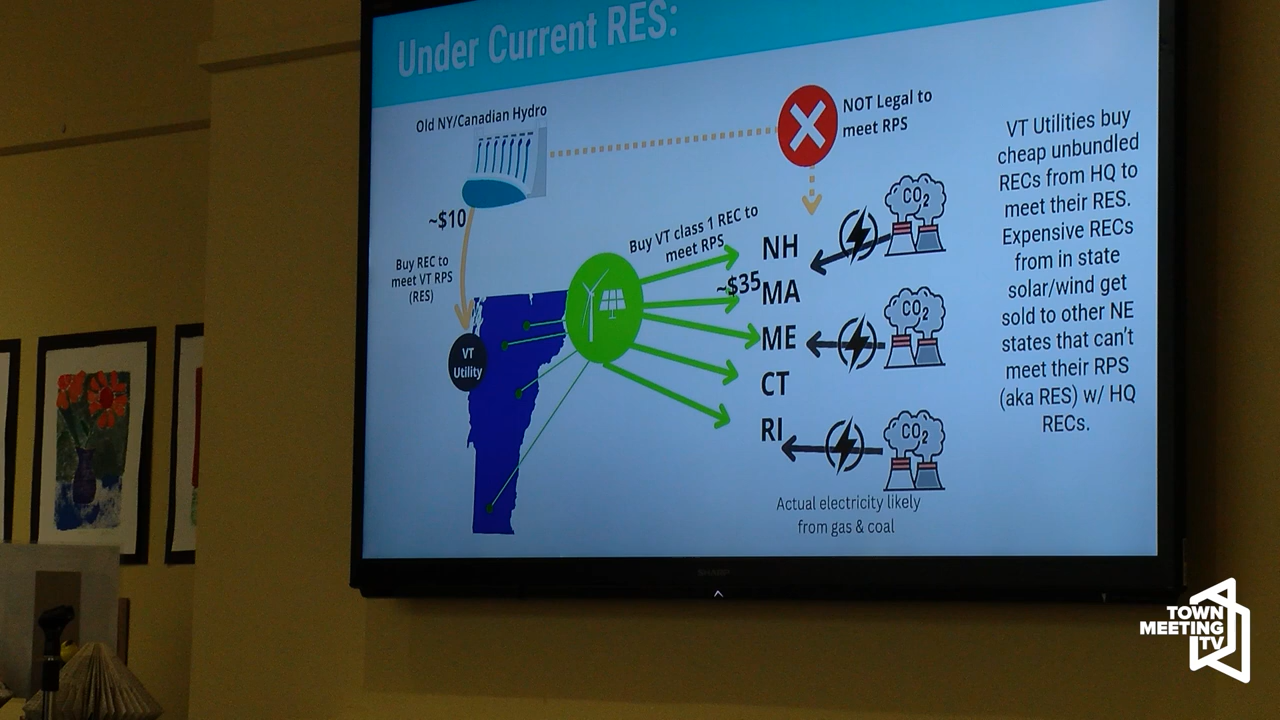 Under Current RES:
Old NY/Canadian Hydro
NOT Legal to
meet RPS
~$10
Buy REC to
meet VT RPS
(RES)
VT
Utility
Buy VT class 1 REC to
meet RPS
~$35
NH
MA
ME
CT
RI
CO2
CO2
CO2
Actual electricity likely
from gas & coal
VT Utilities buy
cheap unbundled
RECs from HQ to
meet their RES.
Expensive RECs
from in state
solar/wind get
sold to other NE
states that can't
meet their RPS
(aka RES) w/ HQ
RECs.
SHARP
TOWN
MEETING
TV